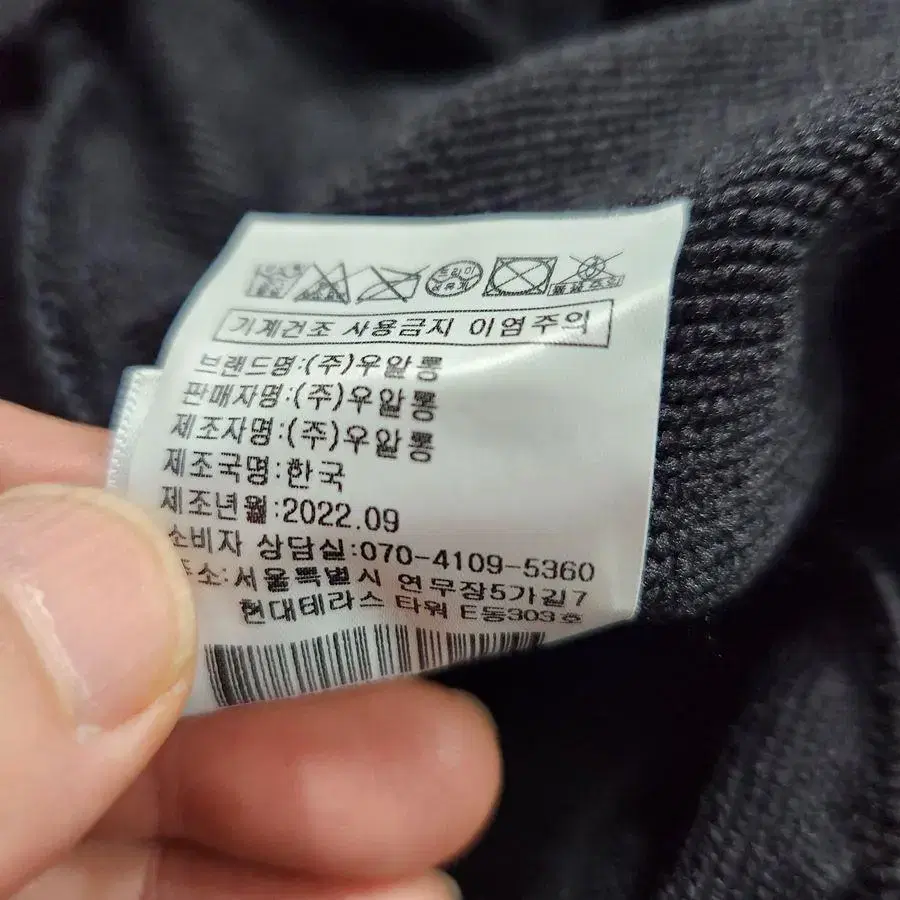 드라이
기계건조 사용금지 이염주의
브랜드명:(주)우알롱
판매자명:(주)우알롱
제조자명:(주)우알롱
제조국명:한국
제조년월:2022.09
소비자 상담실:070-4109-5360
주소:서울특별시 연무장5가길7
현대테라스 타워 E동303호